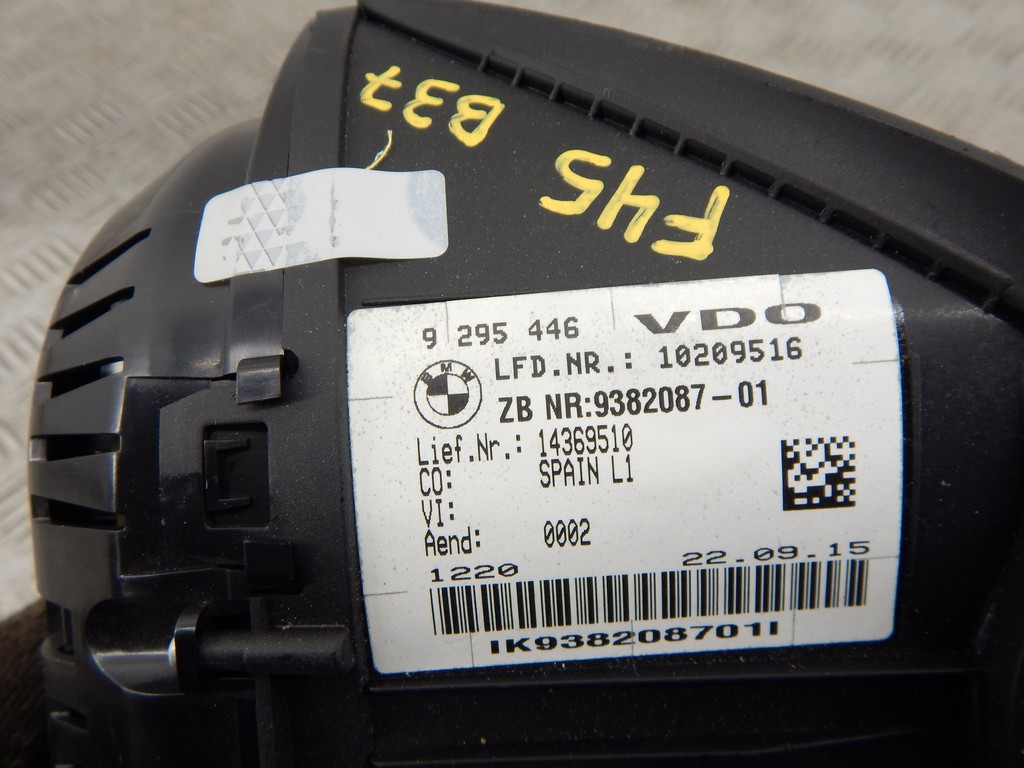 B37
F45
9 295 446 VDO
LFD.NR.: 10209516
BMW
ZB NR:9382087-01
Lief.Nr.: 14369510
CO: SPAIN L1
VI:
Aend: 0002
1220 22.09.15
IK938208701I